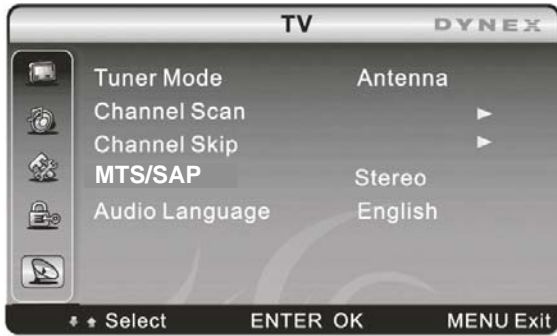 TV DYNEX
Tuner Mode Antenna
Channel Scan
Channel Skip
MTS/SAP Stereo
Audio Language English
Select ENTER OK MENU Exit